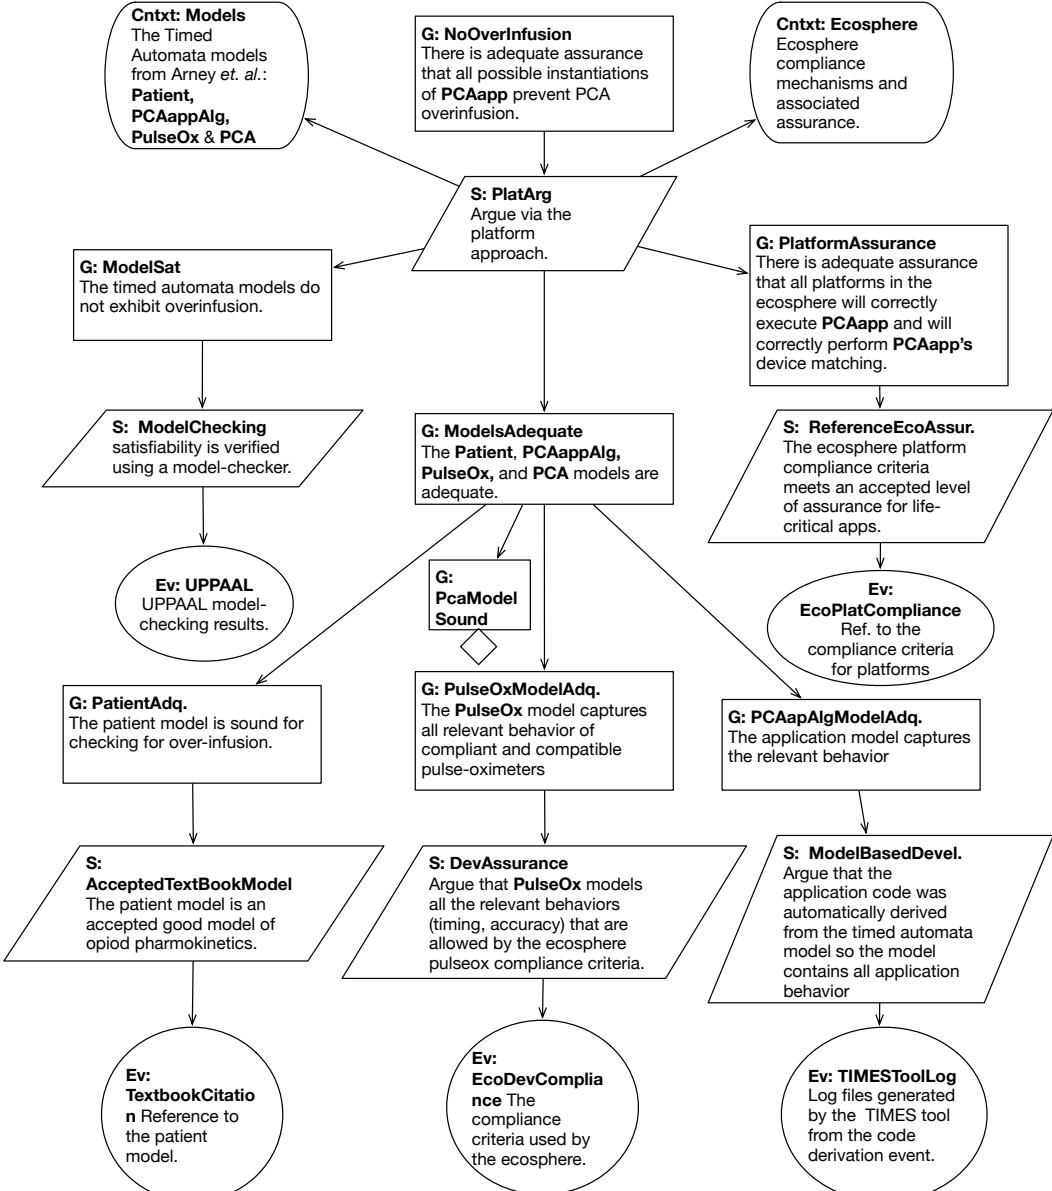 Cntxt: Models
The Timed
Automata models
from Arney et. al.:
Patient,
PCAappAlg,
PulseOx & PCA
G: NoOverInfusion
There is adequate assurance
that all possible instantiations
of PCAapp prevent PCA
overinfusion.
Cntxt: Ecosphere
Ecosphere
compliance
mechanisms and
associated
assurance.
S: PlatArg
Argue via the
platform
approach.
G: ModelSat
The timed automata models do
not exhibit overinfusion.
G: PlatformAssurance
There is adequate assurance
that all platforms in the
ecosphere will correctly
execute PCAapp and will
correctly perform PCAapp's
device matching.
S: ModelChecking
satisfiability is verified
using a model-checker.
G: ModelsAdequate
The Patient, PCAappAlg,
PulseOx, and PCA models are
adequate.
S: ReferenceEcoAssur.
The ecosphere platform
compliance criteria
meets an accepted level
of assurance for life-
critical apps.
Ev: UPPAAL
UPPAAL model-
checking results.
G:
PcaModel
Sound
Ev:
EcoPlatCompliance
Ref. to the
compliance criteria
for platforms
G: PatientAdq.
The patient model is sound for
checking for over-infusion.
G: PulseOxModelAdq.
The PulseOx model captures
all relevant behavior of
compliant and compatible
pulse-oximeters
G: PCAapAlgModelAdq.
The application model captures
the relevant behavior
S:
AcceptedTextBookModel
The patient model is an
accepted good model of
opiod pharmokinetics.
S: DevAssurance
Argue that PulseOx models
all the relevant behaviors
(timing, accuracy) that are
allowed by the ecosphere
pulseox compliance criteria.
S: ModelBasedDevel.
Argue that the
application code was
automatically derived
from the timed automata
model so the model
contains all application
behavior
Ev:
TextbookCitatio
n Reference to
the patient
model.
Ev:
EcoDevComplia
nce The
compliance
criteria used by
the ecosphere.
Ev: TIMESToolLog
Log files generated
by the TIMES tool
from the code
derivation event.